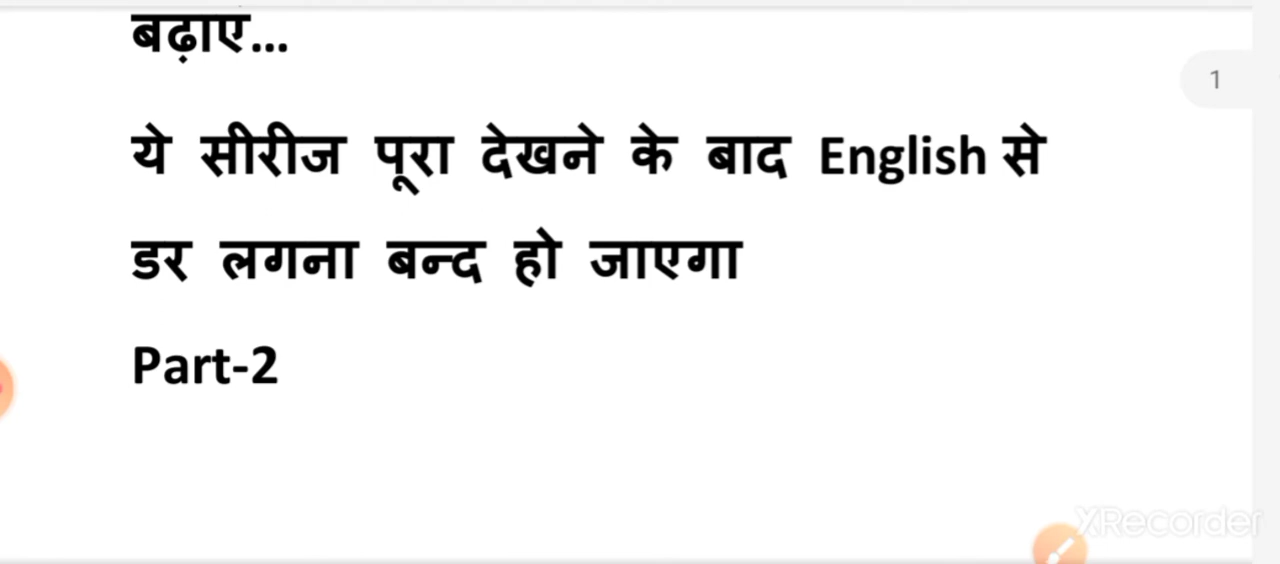 बढ़ाए...
1
ये सीरीज पूरा देखने के बाद English से
डर लगना बन्द हो जाएगा
Part-2
XRecorder